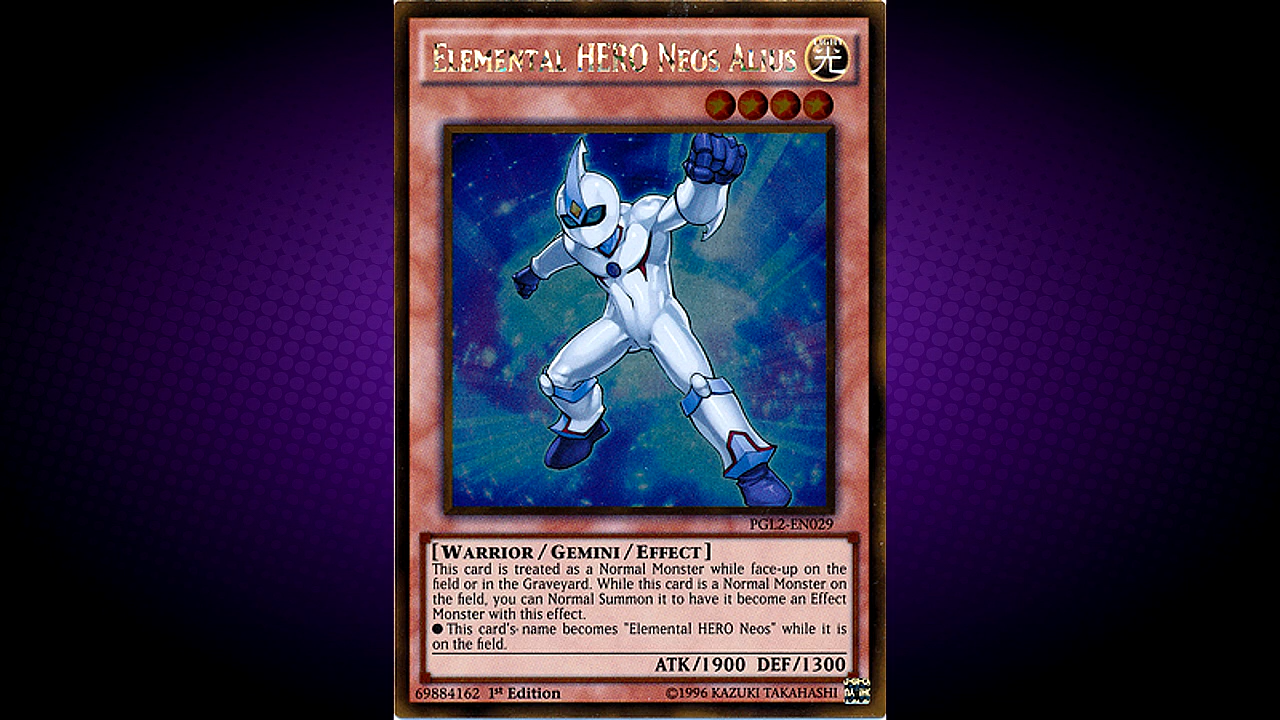 Elemental HERO Neos Alius
LIGHT
光
PGL2-EN029
[Warrior / Gemini / Effect]
This card is treated as a Normal Monster while face-up on the
field or in the Graveyard. While this card is a Normal Monster on
the field, you can Normal Summon it to have it become an Effect
Monster with this effect.
● This card's name becomes "Elemental HERO Neos" while it is
on the field.
ATK/1900 DEF/1300
69884162 1st Edition ©1996 KAZUKI TAKAHASHI